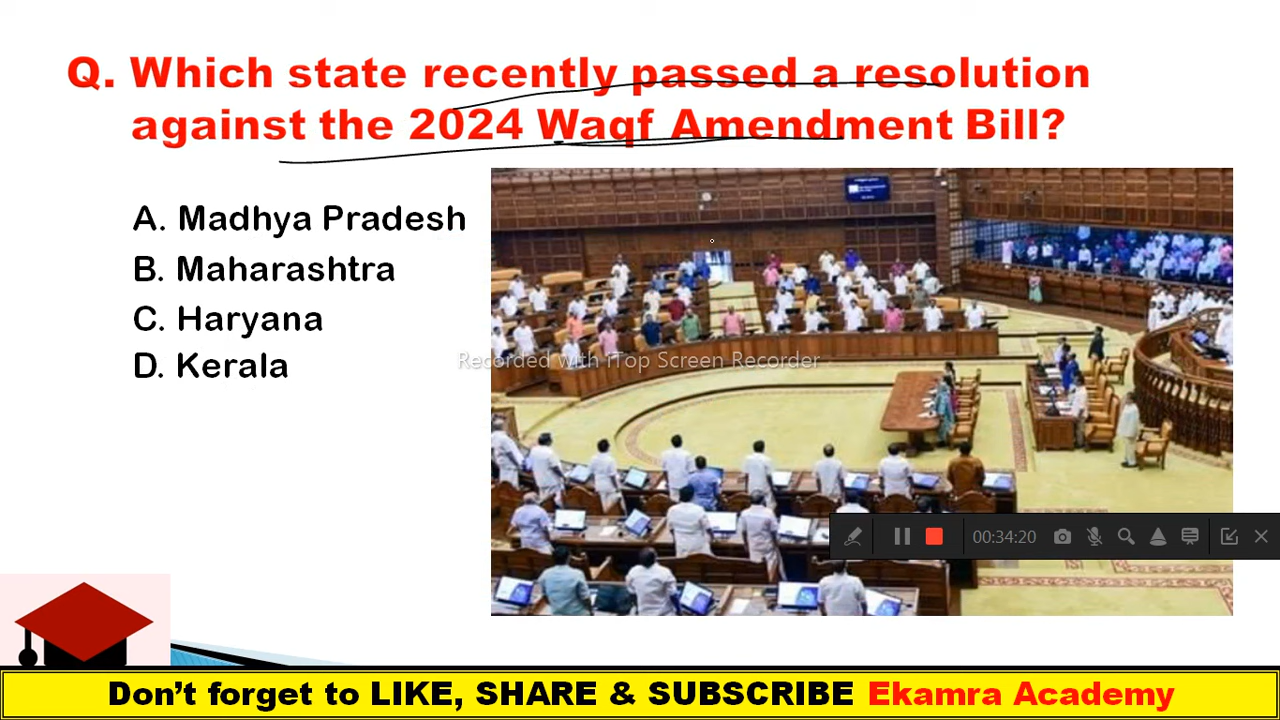 Q. Which state recently passed a resolution
against the 2024 Waqf Amendment Bill?
A. Madhya Pradesh
B. Maharashtra
C. Haryana
D. Kerala
Recorded with iTop Screen Recorder
00:34:20
Don't forget to LIKE, SHARE & SUBSCRIBE Ekamra Academy